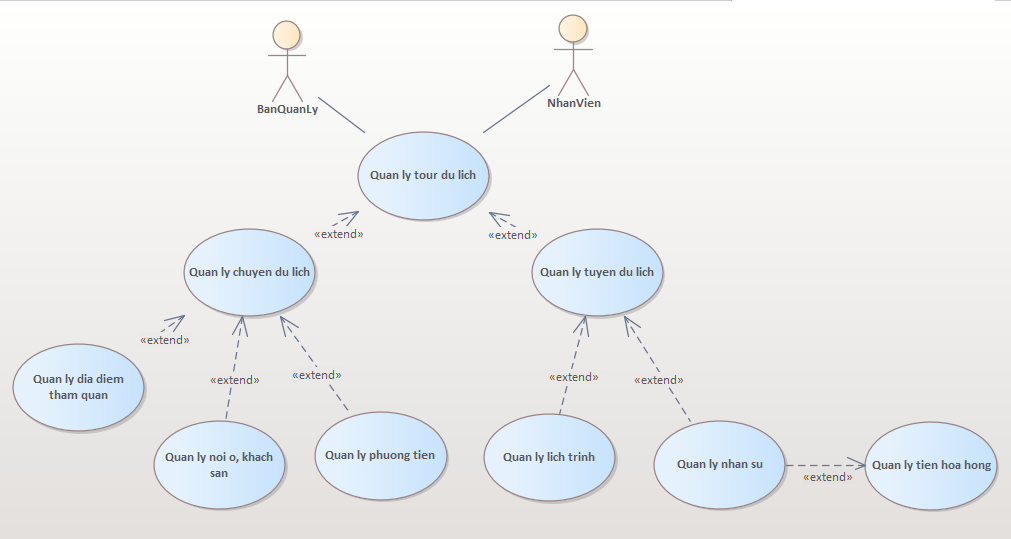 BanQuanLy
NhanVien
Quan ly tour du lich
«extend»
«extend»
Quan ly chuyen du lich
Quan ly tuyen du lich
«extend»
«extend»
«extend»
«extend»
«extend»
Quan ly dia diem
tham quan
Quan ly noi o, khach
san
Quan ly phuong tien
Quan ly lich trinh
Quan ly nhan su
«extend»
Quan ly tien hoa hong